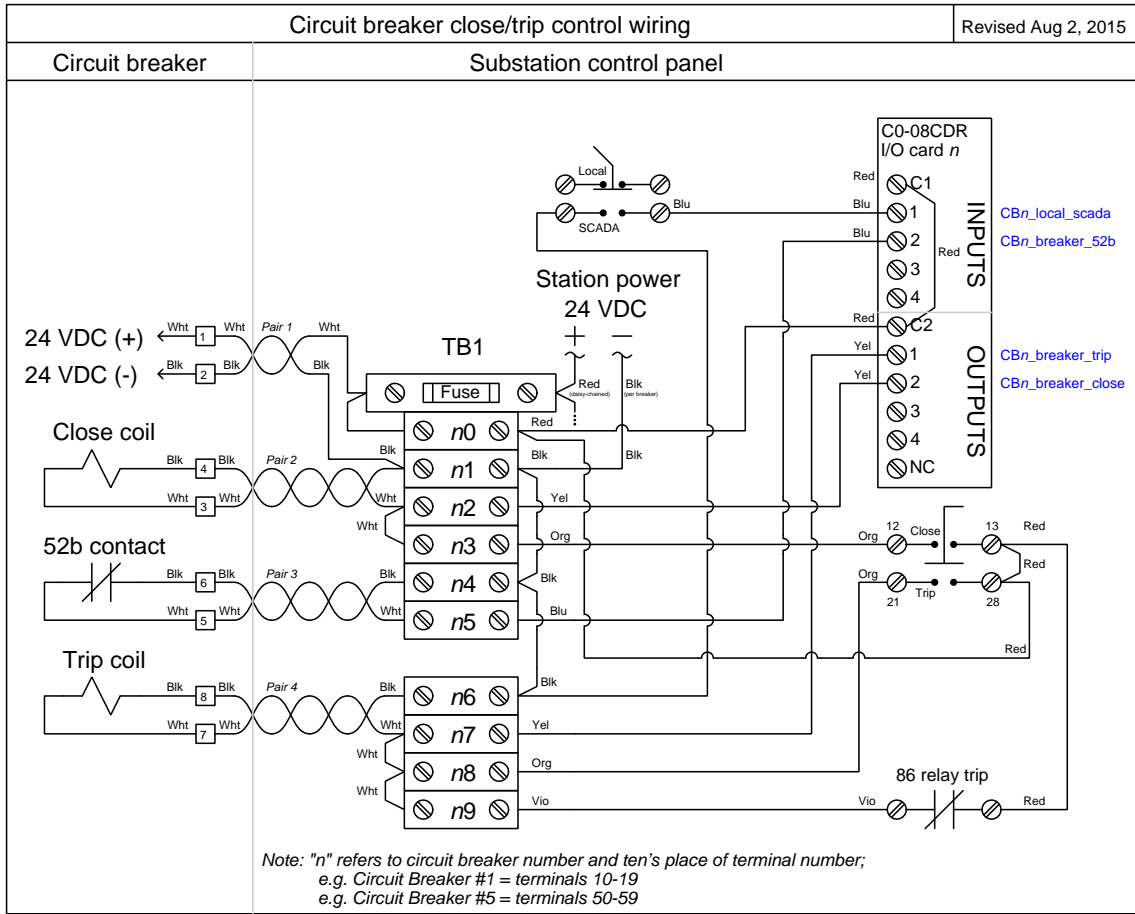 Circuit breaker close/trip control wiring
Revised Aug 2, 2015
Circuit breaker
Substation control panel
C0-08CDR
I/O card n
Local
SCADA
Blu
Red
C1
Blu
1
CBn_local_scada
Blu
2
CBn_breaker_52b
Red
3
4
INPUTS
Red
C2
Yel
1
CBn_breaker_trip
Yel
2
CBn_breaker_close
3
4
NC
OUTPUTS
Station power
24 VDC
+
−
Red
(daisy-chained)
Blk
(per breaker)
24 VDC (+)
Wht
1
Wht
Pair 1
Wht
24 VDC (-)
Blk
2
Blk
Blk
TB1
Fuse
n0
Red
Close coil
Blk
4
Blk
Pair 2
Blk
n1
Blk
Blk
Wht
3
Wht
Wht
n2
Yel
Wht
n3
Org
Org
12
Close
13
Red
Red
52b contact
Blk
6
Blk
Pair 3
Blk
n4
Blk
Org
21
Trip
28
Wht
5
Wht
Wht
n5
Blu
Red
Trip coil
Blk
8
Blk
Pair 4
Blk
n6
Blk
Wht
7
Wht
Wht
n7
Yel
Wht
n8
Org
Wht
n9
Vio
86 relay trip
Vio
Red
Note: "n" refers to circuit breaker number and ten's place of terminal number;
e.g. Circuit Breaker #1 = terminals 10-19
e.g. Circuit Breaker #5 = terminals 50-59